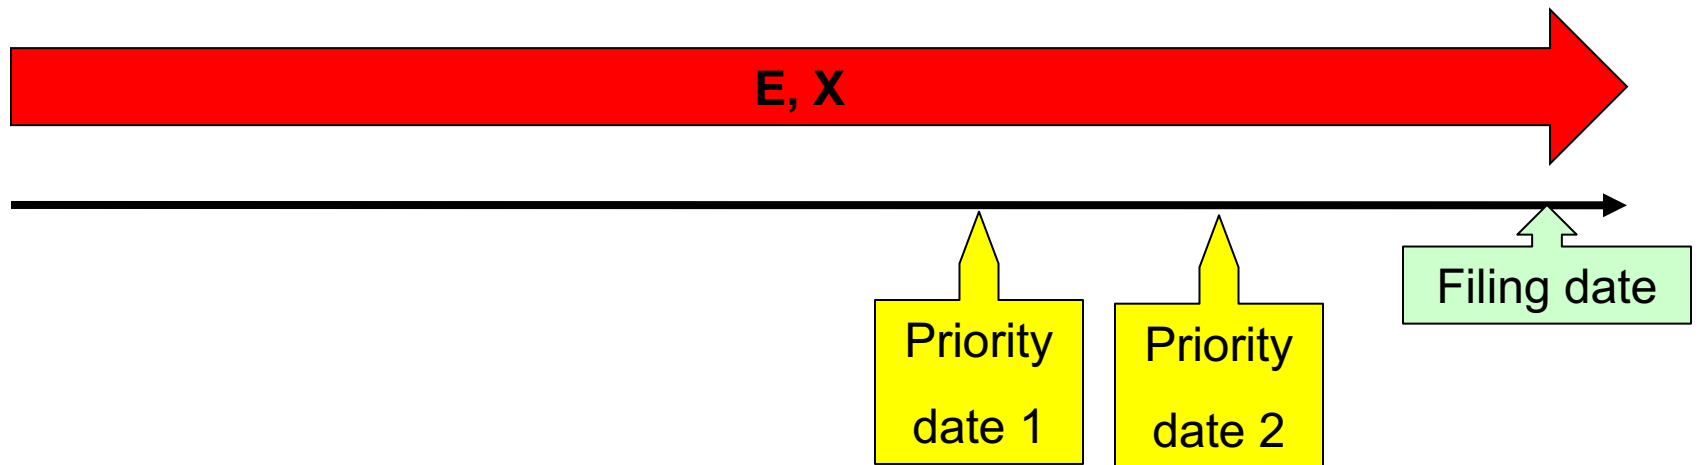 E, X
Priority
date 1
Priority
date 2
Filing date